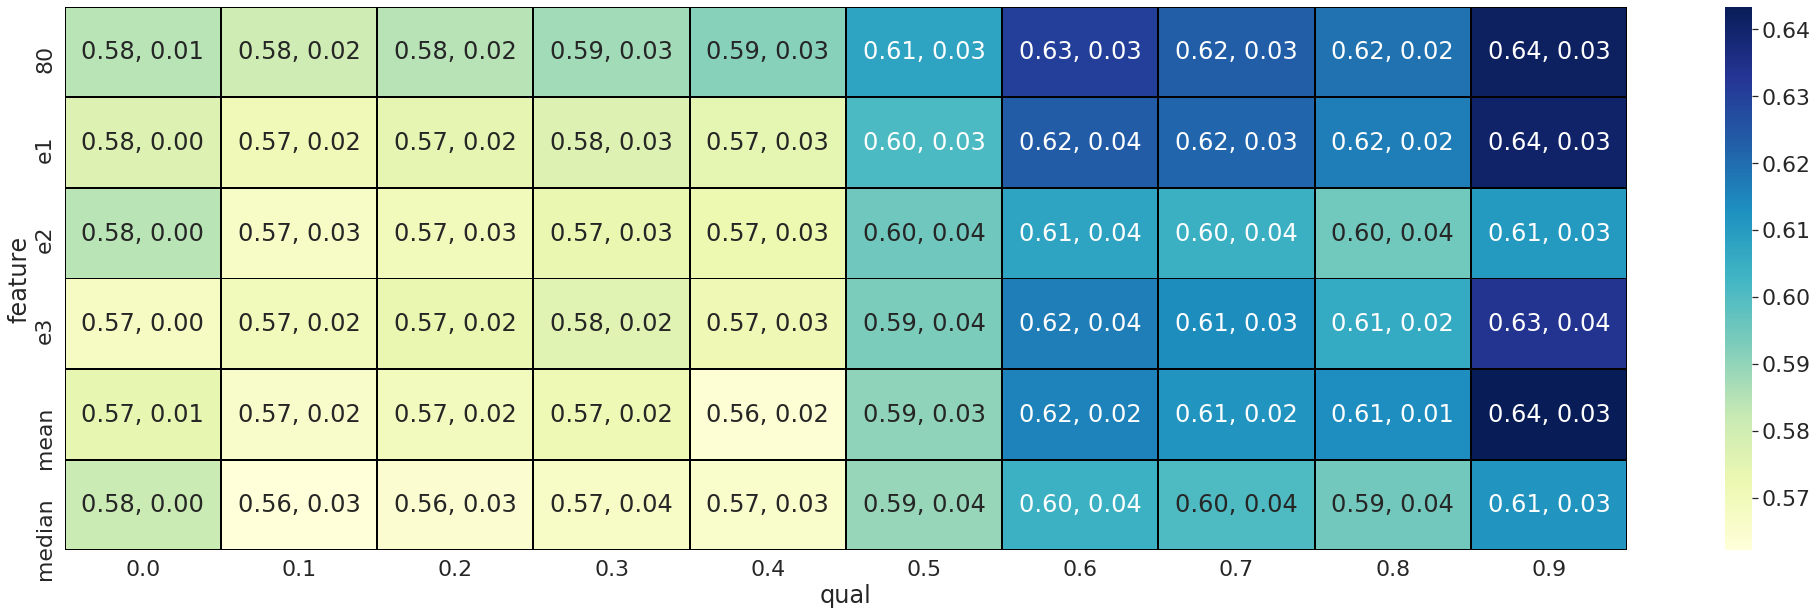 80 0.58, 0.01 0.58, 0.02 0.58, 0.02 0.59, 0.03 0.59, 0.03 0.61, 0.03 0.63, 0.03 0.62, 0.03 0.62, 0.02 0.64, 0.03
e1 0.58, 0.00 0.57, 0.02 0.57, 0.02 0.58, 0.03 0.57, 0.03 0.60, 0.03 0.62, 0.04 0.62, 0.03 0.62, 0.02 0.64, 0.03
e2 0.58, 0.00 0.57, 0.03 0.57, 0.03 0.57, 0.03 0.57, 0.03 0.60, 0.04 0.61, 0.04 0.60, 0.04 0.60, 0.04 0.61, 0.03
e3 0.57, 0.00 0.57, 0.02 0.57, 0.02 0.58, 0.02 0.57, 0.03 0.59, 0.04 0.62, 0.04 0.61, 0.03 0.61, 0.02 0.63, 0.04
mean 0.57, 0.01 0.57, 0.02 0.57, 0.02 0.57, 0.02 0.56, 0.02 0.59, 0.03 0.62, 0.02 0.61, 0.02 0.61, 0.01 0.64, 0.03
median 0.58, 0.00 0.56, 0.03 0.56, 0.03 0.57, 0.04 0.57, 0.03 0.59, 0.04 0.60, 0.04 0.60, 0.04 0.59, 0.04 0.61, 0.03
feature
0.0 0.1 0.2 0.3 0.4 0.5 0.6 0.7 0.8 0.9
qual
0.64
0.63
0.62
0.61
0.60
0.59
0.58
0.57